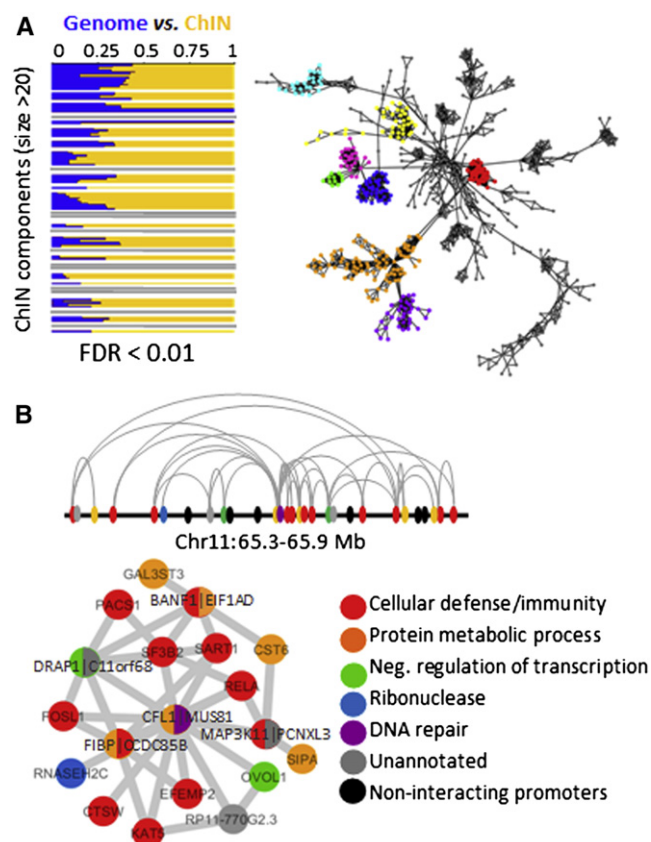 A
Genome vs. ChIN
0 0.25 0.5 0.75 1
ChIN components (size >20)
FDR < 0.01
B
Chr11:65.3-65.9 Mb
GAL3ST3
PACS1
BANF1|EIF1AD
SF3B2
SART1
CST6
DRAP1|C11orf68
RELA
FOSL1
CFL1|MUS81
MAP3K11|PCNXL3
FIBP|CCDC85B
SIPA
RNASEH2C
OVOL1
EFEMP2
CTSW
RP11-770G2.3
KAT5
Cellular defense/immunity
Protein metabolic process
Neg. regulation of transcription
Ribonuclease
DNA repair
Unannotated
Non-interacting promoters